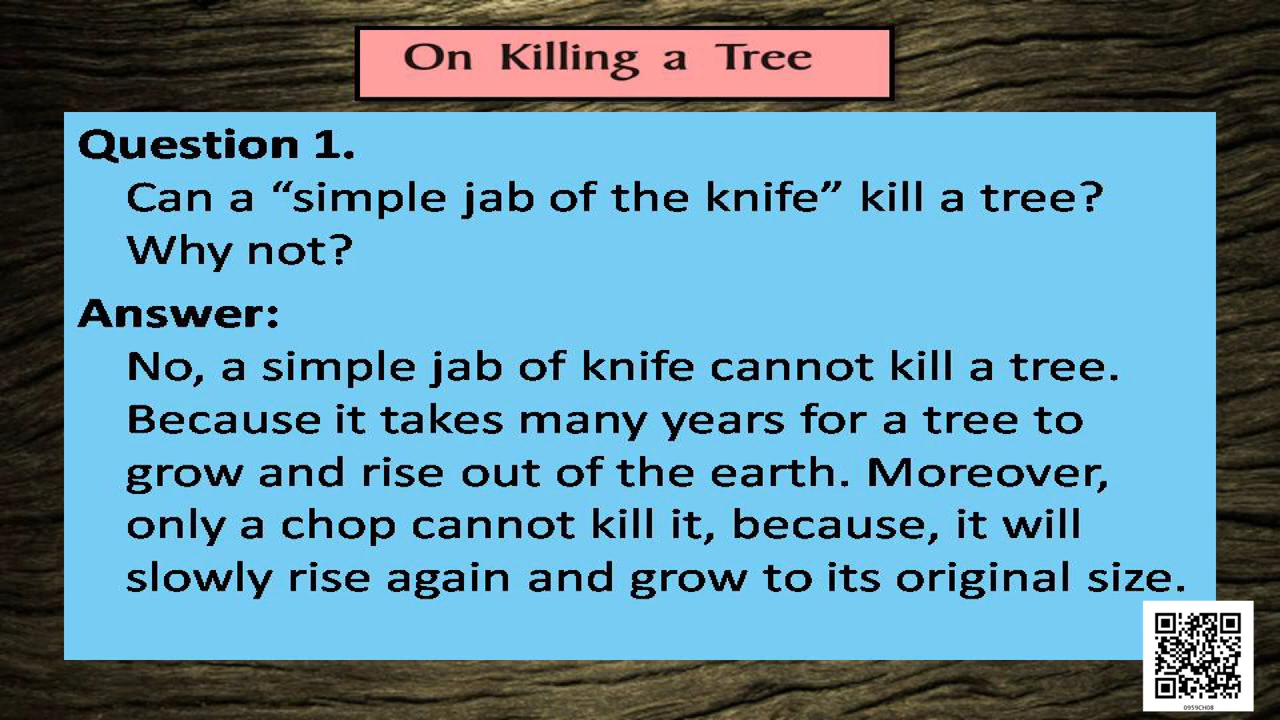 On Killing a Tree
Question 1.
Can a “simple jab of the knife” kill a tree?
Why not?
Answer:
No, a simple jab of knife cannot kill a tree.
Because it takes many years for a tree to
grow and rise out of the earth. Moreover,
only a chop cannot kill it, because, it will
slowly rise again and grow to its original size.
0959CH08